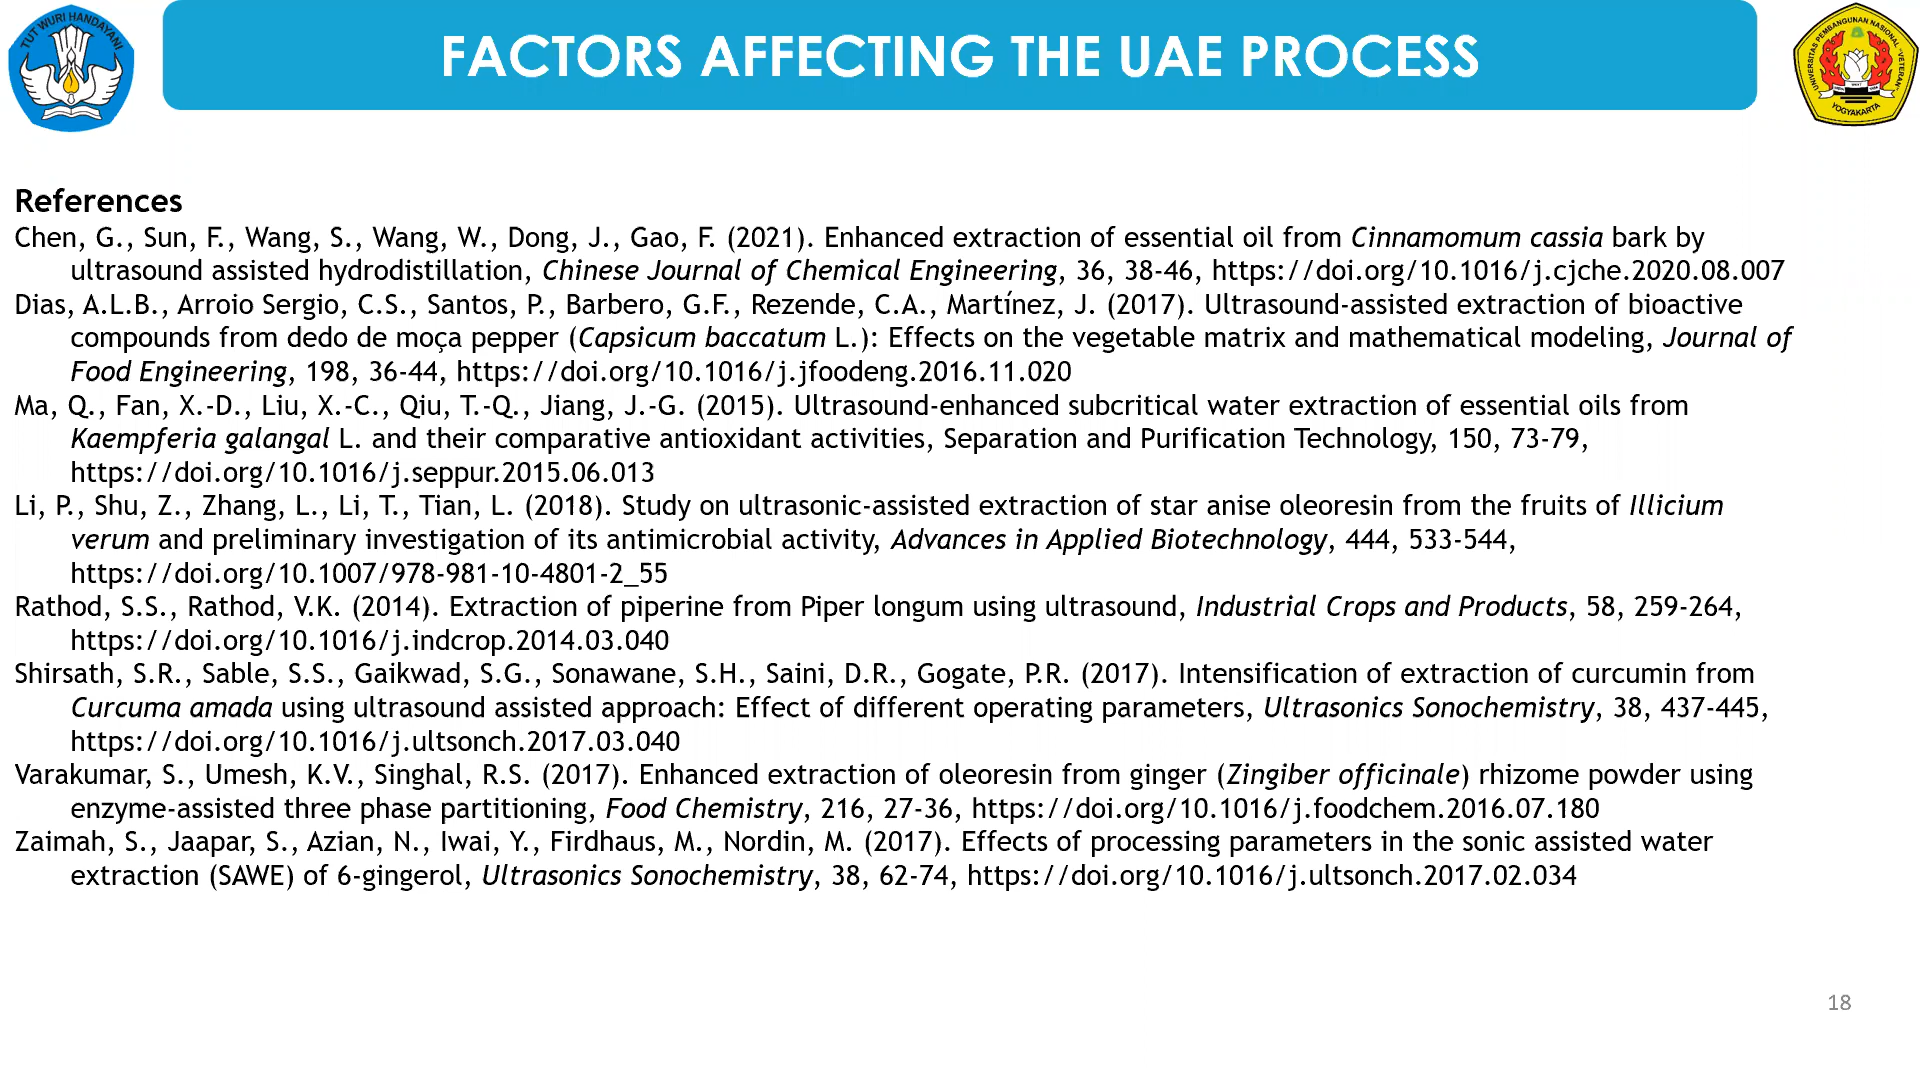 TUT WURI HANDAYANI
FACTORS AFFECTING THE UAE PROCESS
UNIVERSITAS PEMBANGUNAN NASIONAL "VETERAN"
YOGYAKARTA
References
Chen, G., Sun, F., Wang, S., Wang, W., Dong, J., Gao, F. (2021). Enhanced extraction of essential oil from Cinnamomum cassia bark by
ultrasound assisted hydrodistillation, Chinese Journal of Chemical Engineering, 36, 38-46, https://doi.org/10.1016/j.cjche.2020.08.007
Dias, A.L.B., Arroio Sergio, C.S., Santos, P., Barbero, G.F., Rezende, C.A., Martínez, J. (2017). Ultrasound-assisted extraction of bioactive
compounds from dedo de moça pepper (Capsicum baccatum L.): Effects on the vegetable matrix and mathematical modeling, Journal of
Food Engineering, 198, 36-44, https://doi.org/10.1016/j.jfoodeng.2016.11.020
Ma, Q., Fan, X.-D., Liu, X.-C., Qiu, T.-Q., Jiang, J.-G. (2015). Ultrasound-enhanced subcritical water extraction of essential oils from
Kaempferia galangal L. and their comparative antioxidant activities, Separation and Purification Technology, 150, 73-79,
https://doi.org/10.1016/j.seppur.2015.06.013
Li, P., Shu, Z., Zhang, L., Li, T., Tian, L. (2018). Study on ultrasonic-assisted extraction of star anise oleoresin from the fruits of Illicium
verum and preliminary investigation of its antimicrobial activity, Advances in Applied Biotechnology, 444, 533-544,
https://doi.org/10.1007/978-981-10-4801-2_55
Rathod, S.S., Rathod, V.K. (2014). Extraction of piperine from Piper longum using ultrasound, Industrial Crops and Products, 58, 259-264,
https://doi.org/10.1016/j.indcrop.2014.03.040
Shirsath, S.R., Sable, S.S., Gaikwad, S.G., Sonawane, S.H., Saini, D.R., Gogate, P.R. (2017). Intensification of extraction of curcumin from
Curcuma amada using ultrasound assisted approach: Effect of different operating parameters, Ultrasonics Sonochemistry, 38, 437-445,
https://doi.org/10.1016/j.ultsonch.2017.03.040
Varakumar, S., Umesh, K.V., Singhal, R.S. (2017). Enhanced extraction of oleoresin from ginger (Zingiber officinale) rhizome powder using
enzyme-assisted three phase partitioning, Food Chemistry, 216, 27-36, https://doi.org/10.1016/j.foodchem.2016.07.180
Zaimah, S., Jaapar, S., Azian, N., Iwai, Y., Firdhaus, M., Nordin, M. (2017). Effects of processing parameters in the sonic assisted water
extraction (SAWE) of 6-gingerol, Ultrasonics Sonochemistry, 38, 62-74, https://doi.org/10.1016/j.ultsonch.2017.02.034
18